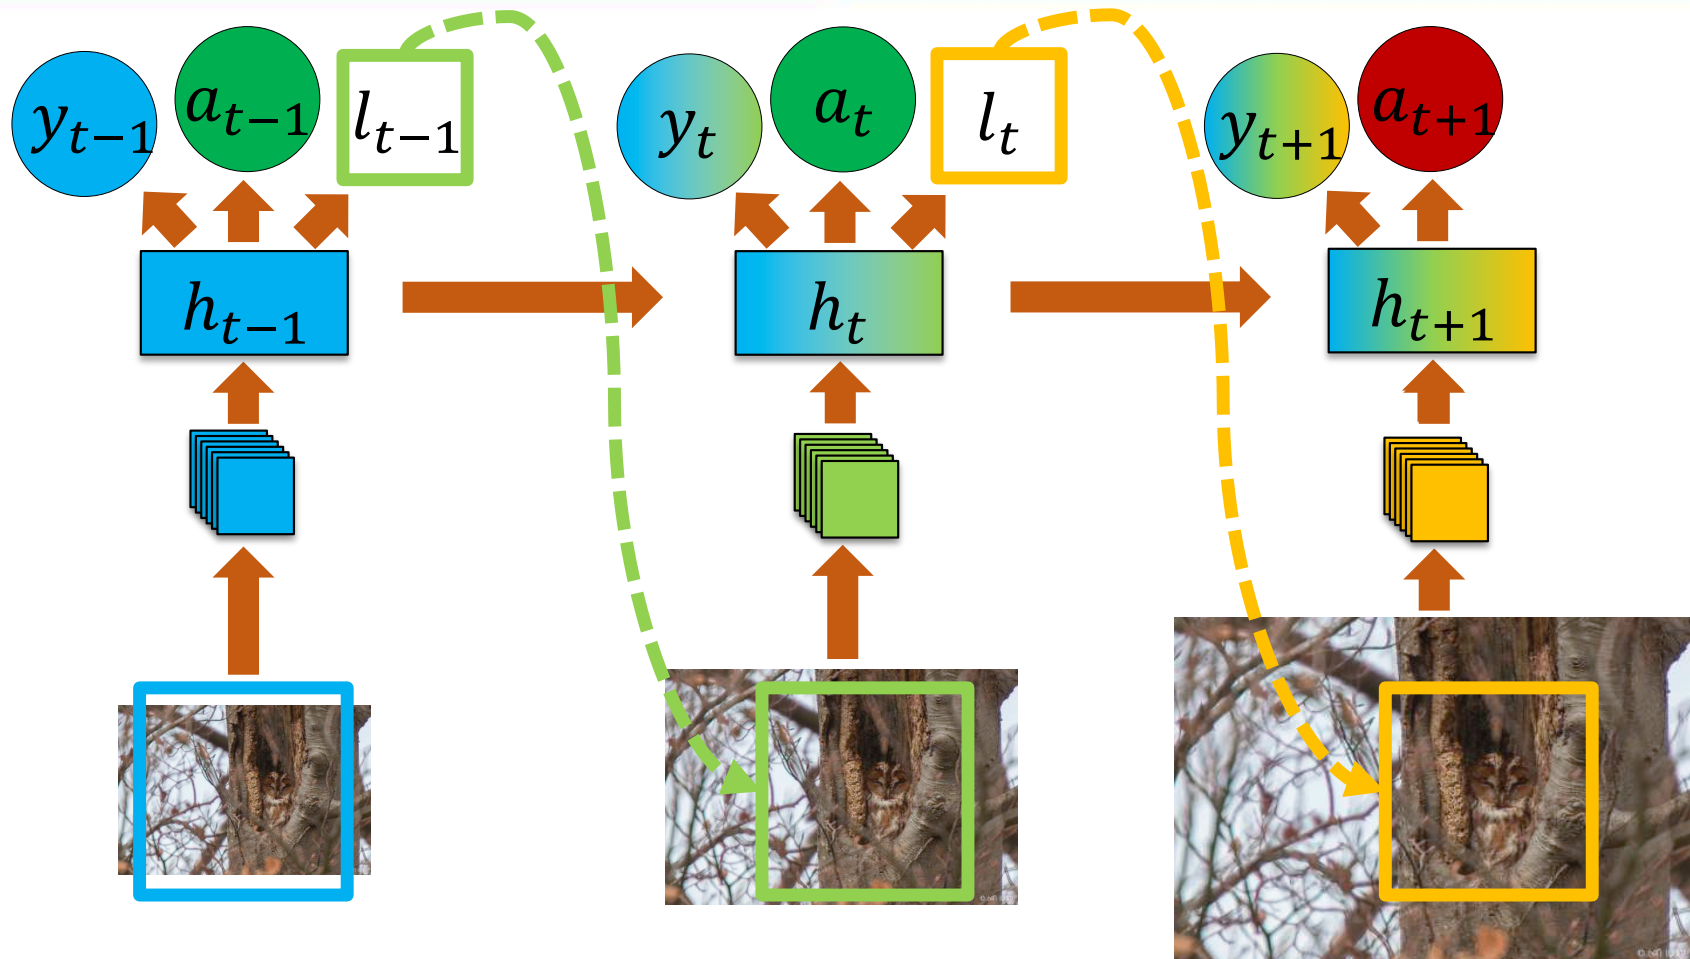 y_{t-1} a_{t-1} l_{t-1} y_t a_t l_t y_{t+1} a_{t+1}
h_{t-1} h_t h_{t+1}